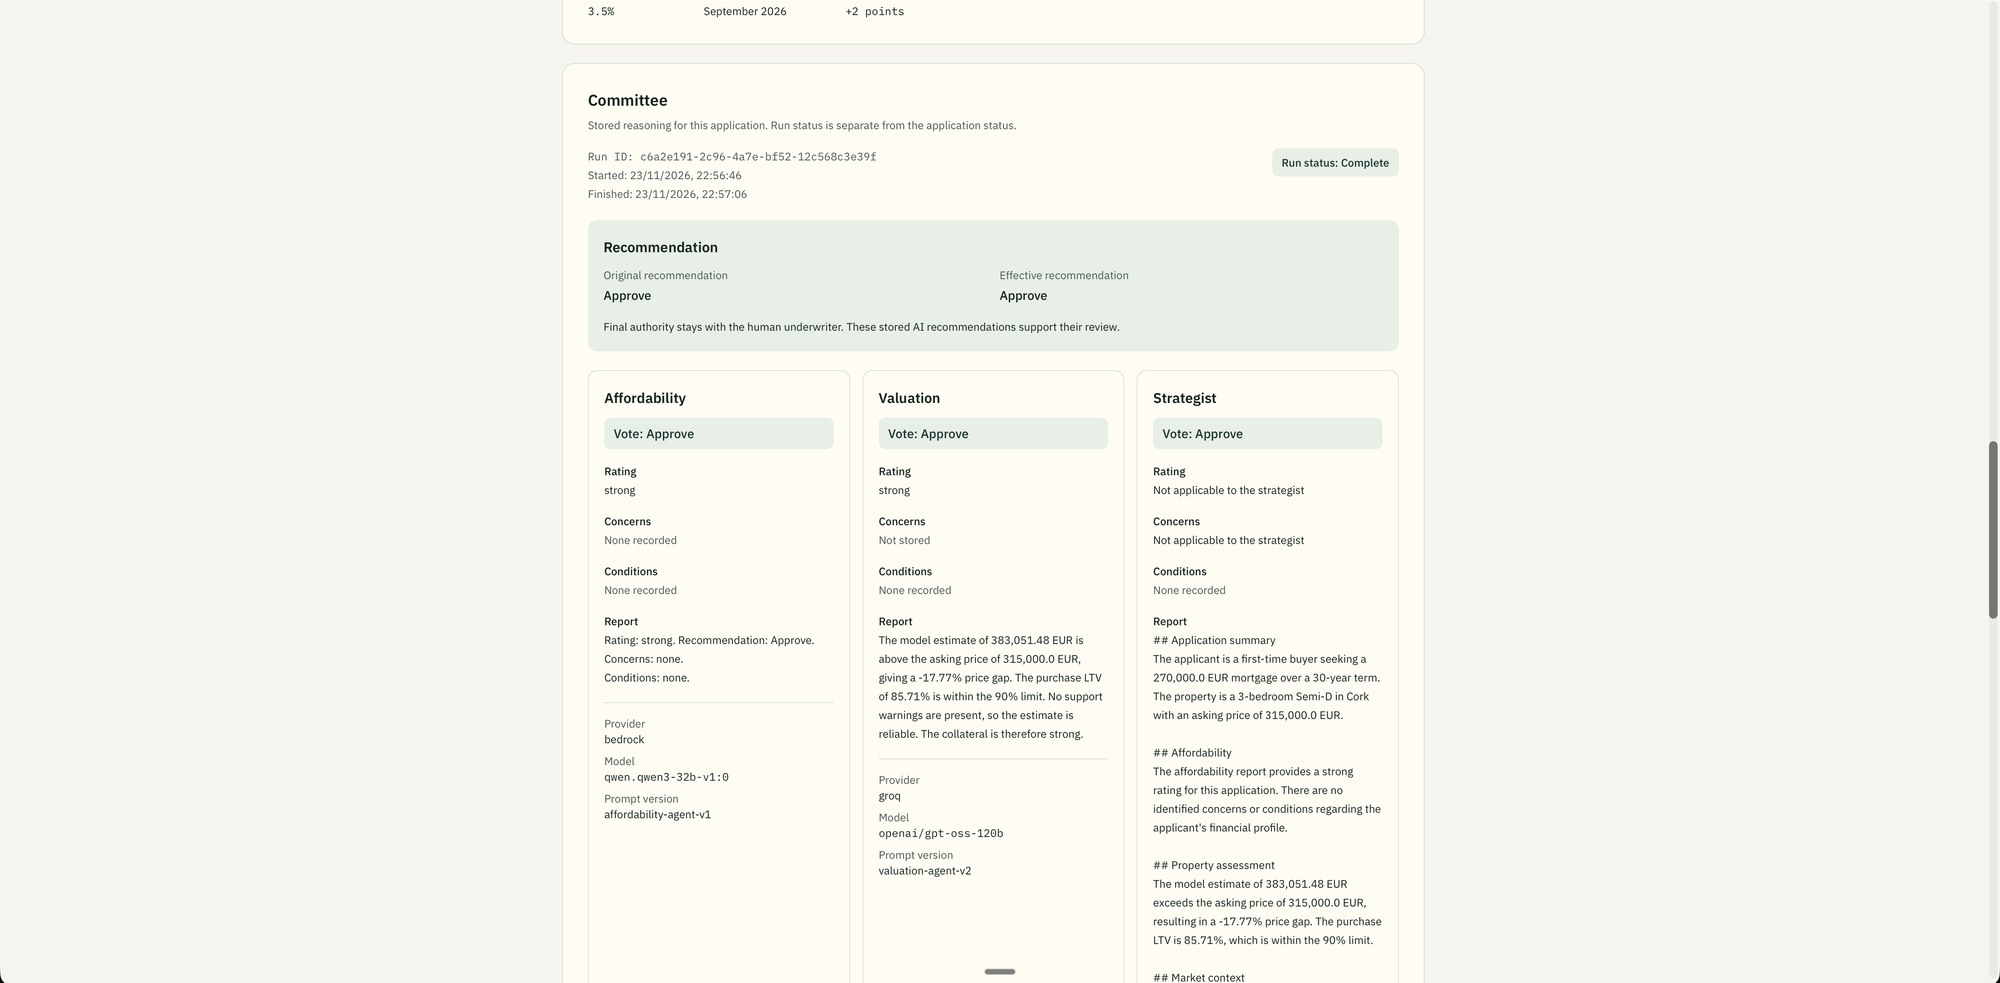 3.5% September 2026 +2 points
Committee
Stored reasoning for this application. Run status is separate from the application status.
Run ID: c6a2e191-2c96-4a7e-bf52-12c568c3e39f
Started: 23/11/2026, 22:56:46
Finished: 23/11/2026, 22:57:06
Run status: Complete
Recommendation
Original recommendation
Approve
Effective recommendation
Approve
Final authority stays with the human underwriter. These stored AI recommendations support their review.
Affordability
Vote: Approve
Rating
strong
Concerns
None recorded
Conditions
None recorded
Report
Rating: strong. Recommendation: Approve.
Concerns: none.
Conditions: none.
Provider
bedrock
Model
qwen.qwen3-32b-v1:0
Prompt version
affordability-agent-v1
Valuation
Vote: Approve
Rating
strong
Concerns
Not stored
Conditions
None recorded
Report
The model estimate of 383,051.48 EUR is
above the asking price of 315,000.0 EUR,
giving a -17.77% price gap. The purchase LTV
of 85.71% is within the 90% limit. No support
warnings are present, so the estimate is
reliable. The collateral is therefore strong.
Provider
groq
Model
openai/gpt-oss-120b
Prompt version
valuation-agent-v2
Strategist
Vote: Approve
Rating
Not applicable to the strategist
Concerns
Not applicable to the strategist
Conditions
None recorded
Report
## Application summary
The applicant is a first-time buyer seeking a
270,000.0 EUR mortgage over a 30-year term.
The property is a 3-bedroom Semi-D in Cork
with an asking price of 315,000.0 EUR.
## Affordability
The affordability report provides a strong
rating for this application. There are no
identified concerns or conditions regarding the
applicant's financial profile.
## Property assessment
The model estimate of 383,051.48 EUR
exceeds the asking price of 315,000.0 EUR,
resulting in a -17.77% price gap. The purchase
LTV is 85.71%, which is within the 90% limit.
## Market context